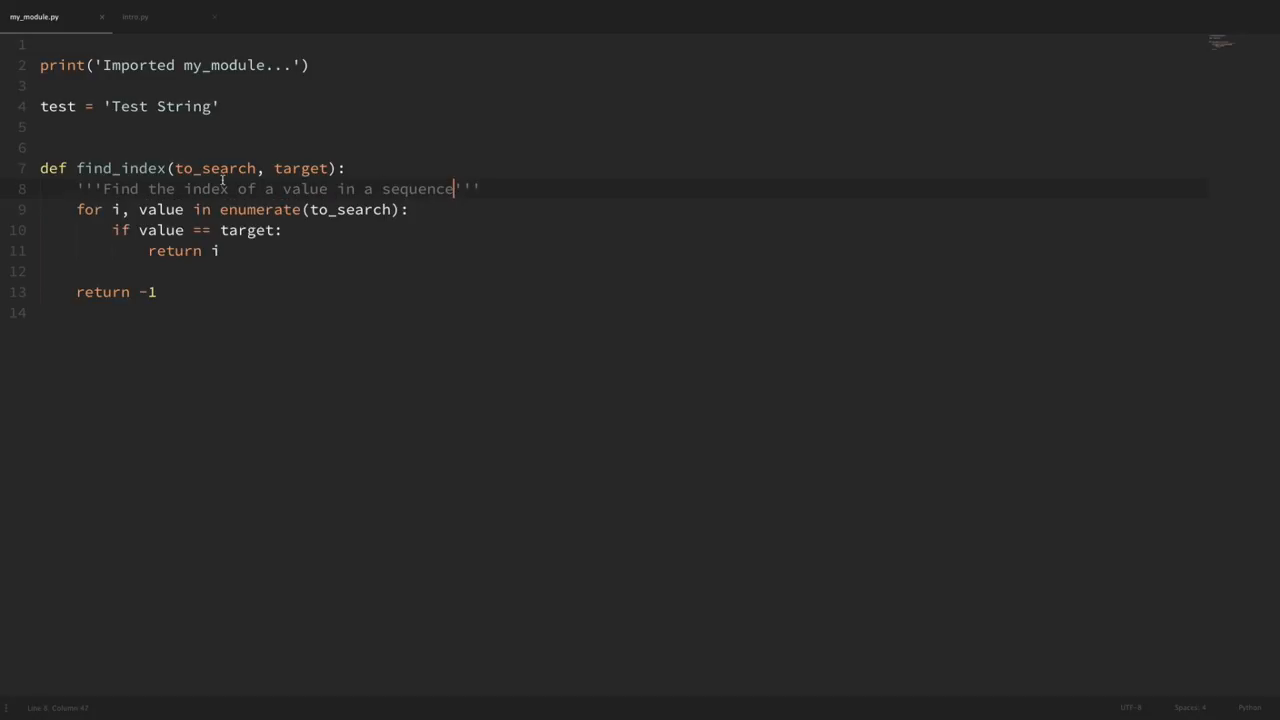 my_module.py × intro.py ×
1
2 print('Imported my_module...')
3
4 test = 'Test String'
5
6
7 def find_index(to_search, target):
8     '''Find the index of a value in a sequence'''
9     for i, value in enumerate(to_search):
10         if value == target:
11             return i
12
13     return -1
14
Line 8, Column 42 UTF-8 Spaces: 4 Python